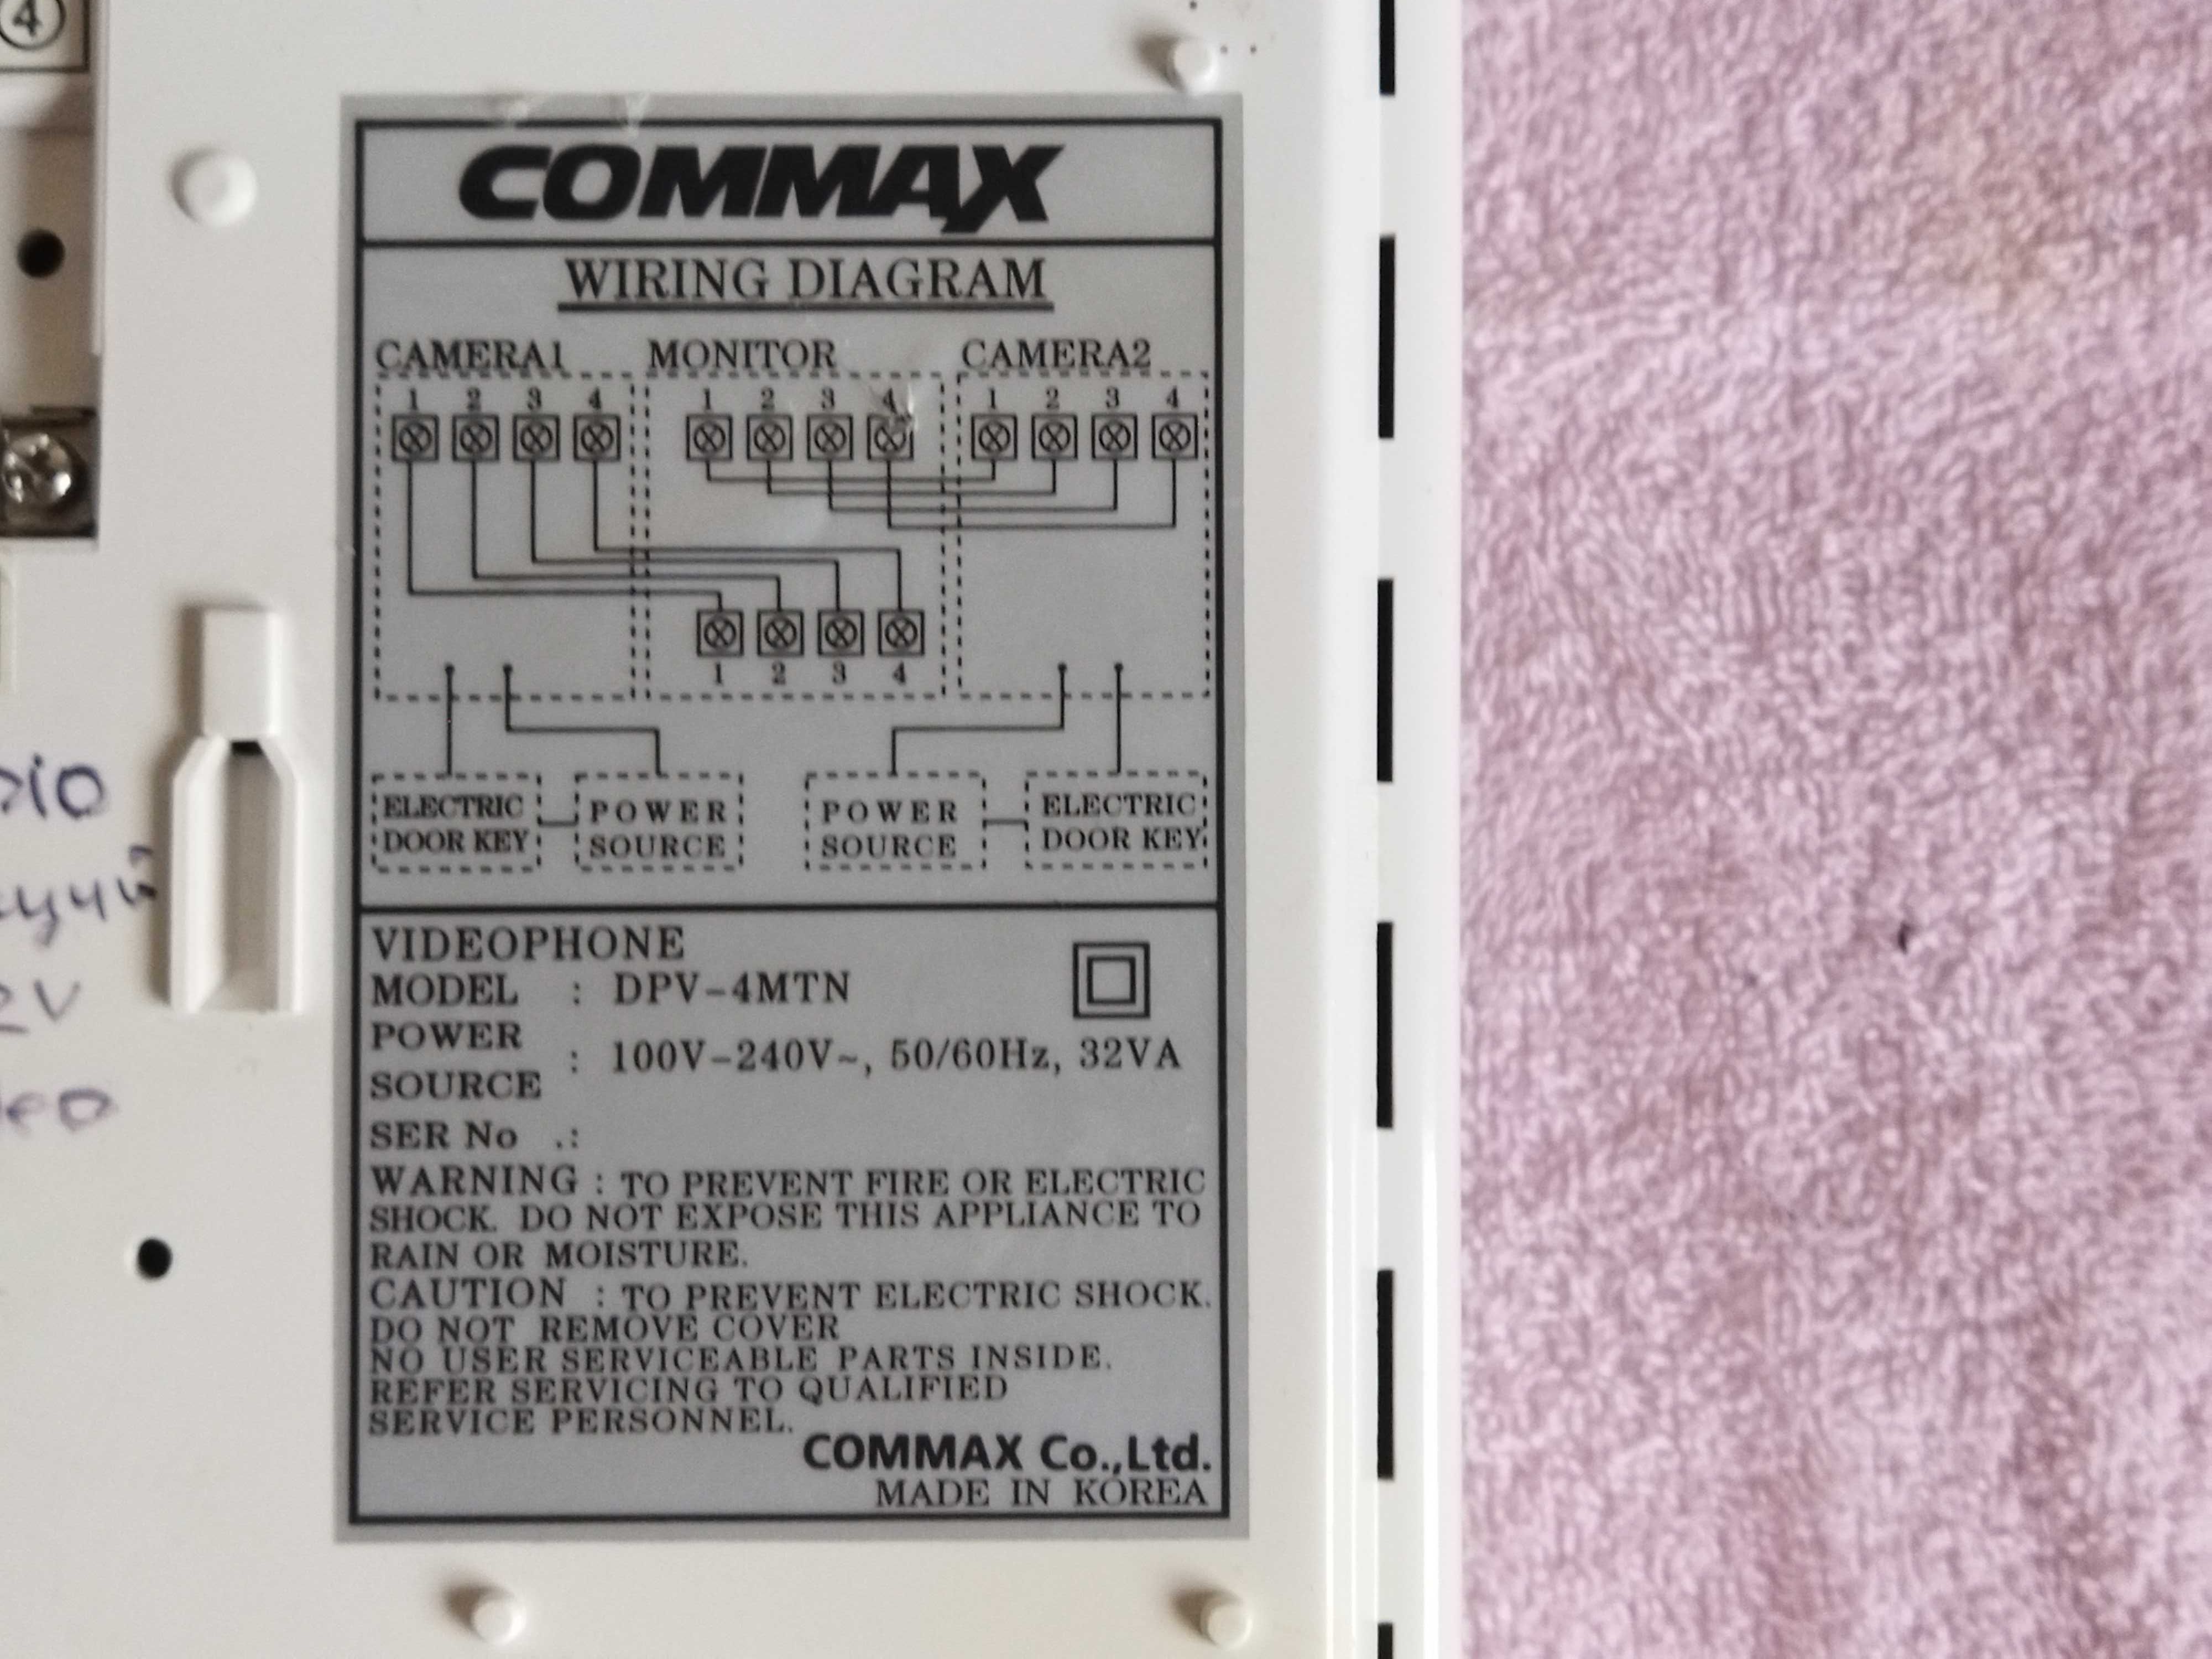 ④
COMMAX
WIRING DIAGRAM
CAMERA1 MONITOR CAMERA2
1 2 3 4 1 2 3 4 1 2 3 4
1 2 3 4
ELECTRIC DOOR KEY
POWER SOURCE
POWER SOURCE
ELECTRIC DOOR KEY
VIDEOPHONE
MODEL : DPV-4MTN
POWER SOURCE : 100V-240V~, 50/60Hz, 32VA
SER No .:
WARNING : TO PREVENT FIRE OR ELECTRIC
SHOCK. DO NOT EXPOSE THIS APPLIANCE TO
RAIN OR MOISTURE.
CAUTION : TO PREVENT ELECTRIC SHOCK.
DO NOT REMOVE COVER
NO USER SERVICEABLE PARTS INSIDE.
REFER SERVICING TO QUALIFIED
SERVICE PERSONNEL.
COMMAX Co.,Ltd.
MADE IN KOREA